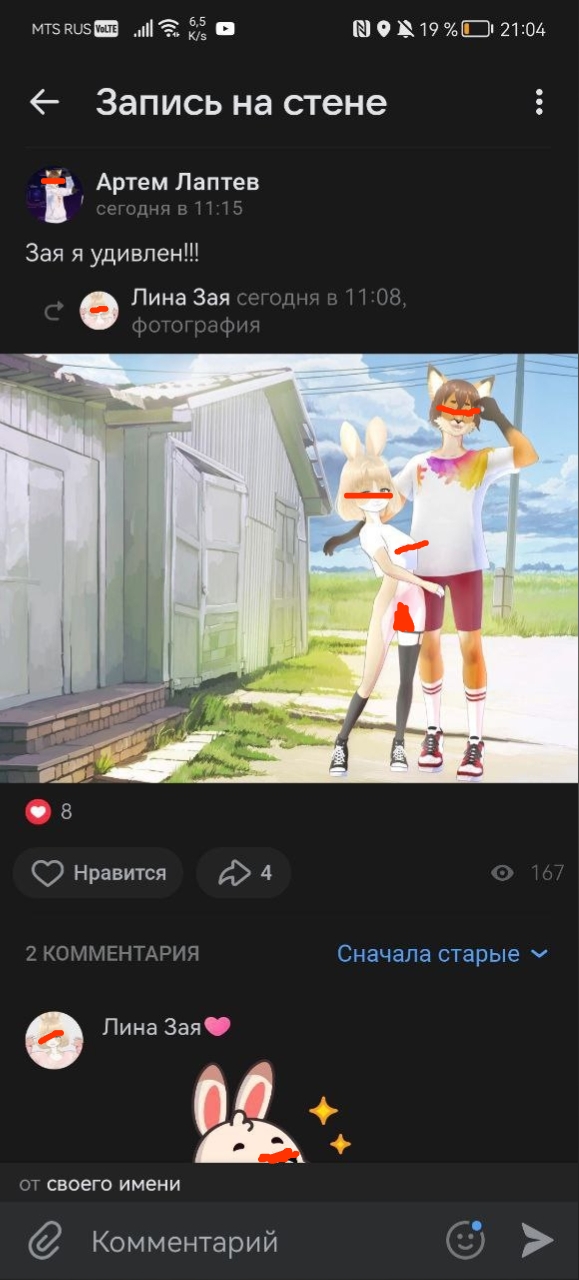 MTS RUS VoLTE 6,5 K/s 19 % 21:04
Запись на стене
Артем Лаптев
сегодня в 11:15
Зая я удивлен!!!
Лина Зая сегодня в 11:08,
фотография
8
Нравится 4 167
2 КОММЕНТАРИЯ Сначала старые
Лина Зая
от своего имени
Комментарий